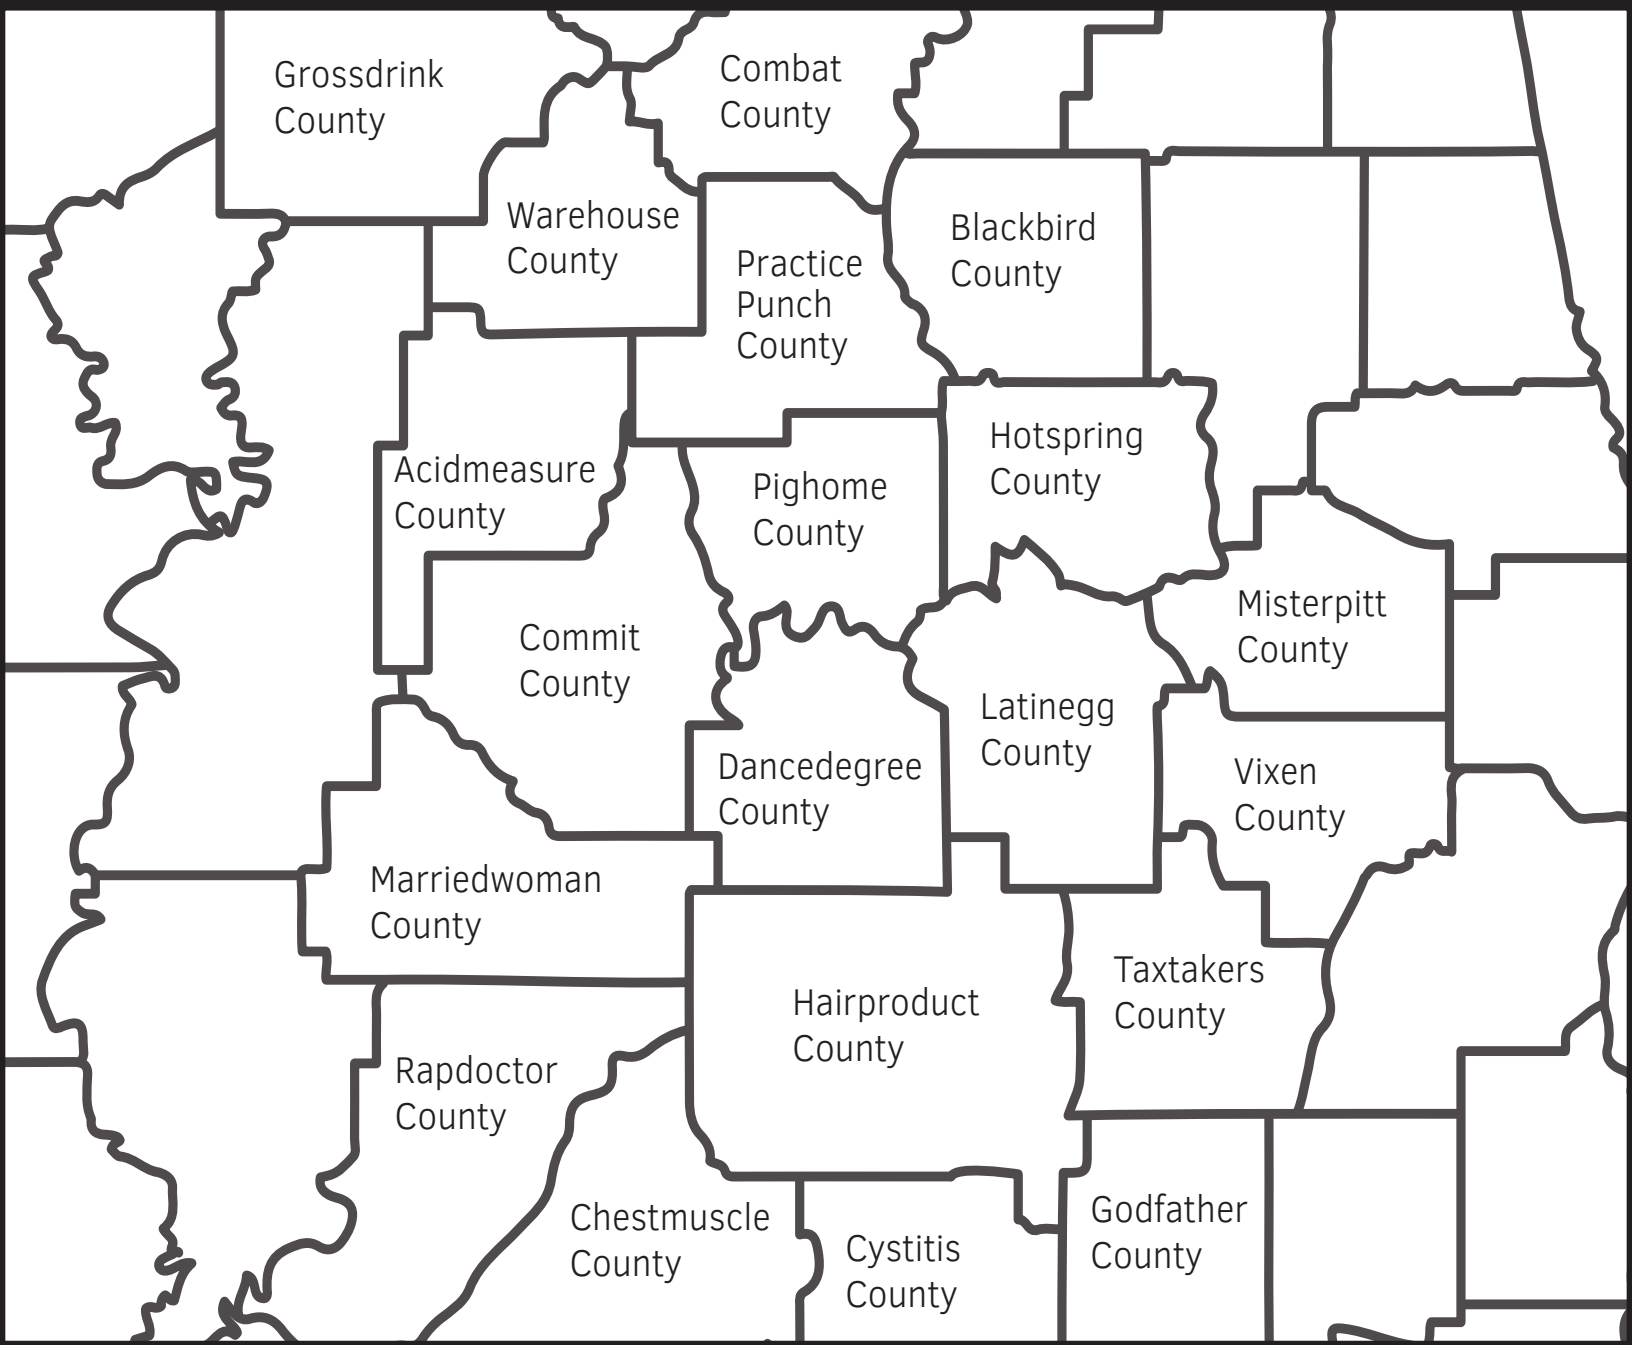 Grossdrink
County
Combat
County
Warehouse
County
Practice
Punch
County
Blackbird
County
Acidmeasure
County
Pighome
County
Hotspring
County
Commit
County
Misterpitt
County
Dancedegree
County
Latinegg
County
Vixen
County
Marriedwoman
County
Hairproduct
County
Taxtakers
County
Rapdoctor
County
Chestmuscle
County
Cystitis
County
Godfather
County